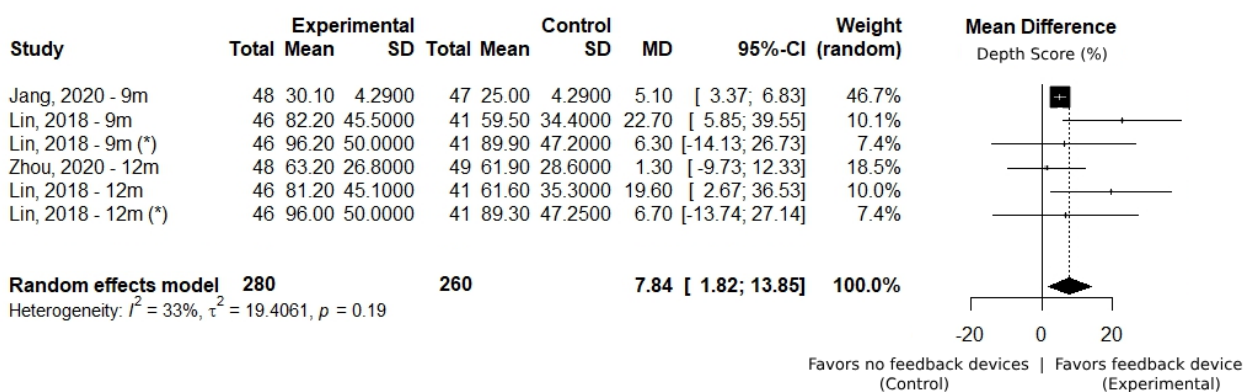 Experimental Control Weight Mean Difference
Study Total Mean SD Total Mean SD MD 95%-CI (random) Depth Score (%)
Jang, 2020 - 9m 48 30.10 4.2900 47 25.00 4.2900 5.10 [ 3.37; 6.83] 46.7%
Lin, 2018 - 9m 46 82.20 45.5000 41 59.50 34.4000 22.70 [ 5.85; 39.55] 10.1%
Lin, 2018 - 9m (*) 46 96.20 50.0000 41 89.90 47.2000 6.30 [-14.13; 26.73] 7.4%
Zhou, 2020 - 12m 48 63.20 26.8000 49 61.90 28.6000 1.30 [-9.73; 12.33] 18.5%
Lin, 2018 - 12m 46 81.20 45.1000 41 61.60 35.3000 19.60 [ 2.67; 36.53] 10.0%
Lin, 2018 - 12m (*) 46 96.00 50.0000 41 89.30 47.2500 6.70 [-13.74; 27.14] 7.4%
Random effects model 280 260 7.84 [ 1.82; 13.85] 100.0%
Heterogeneity: I² = 33%, τ² = 19.4061, p = 0.19
-20 0 20
Favors no feedback devices | Favors feedback device
(Control) (Experimental)